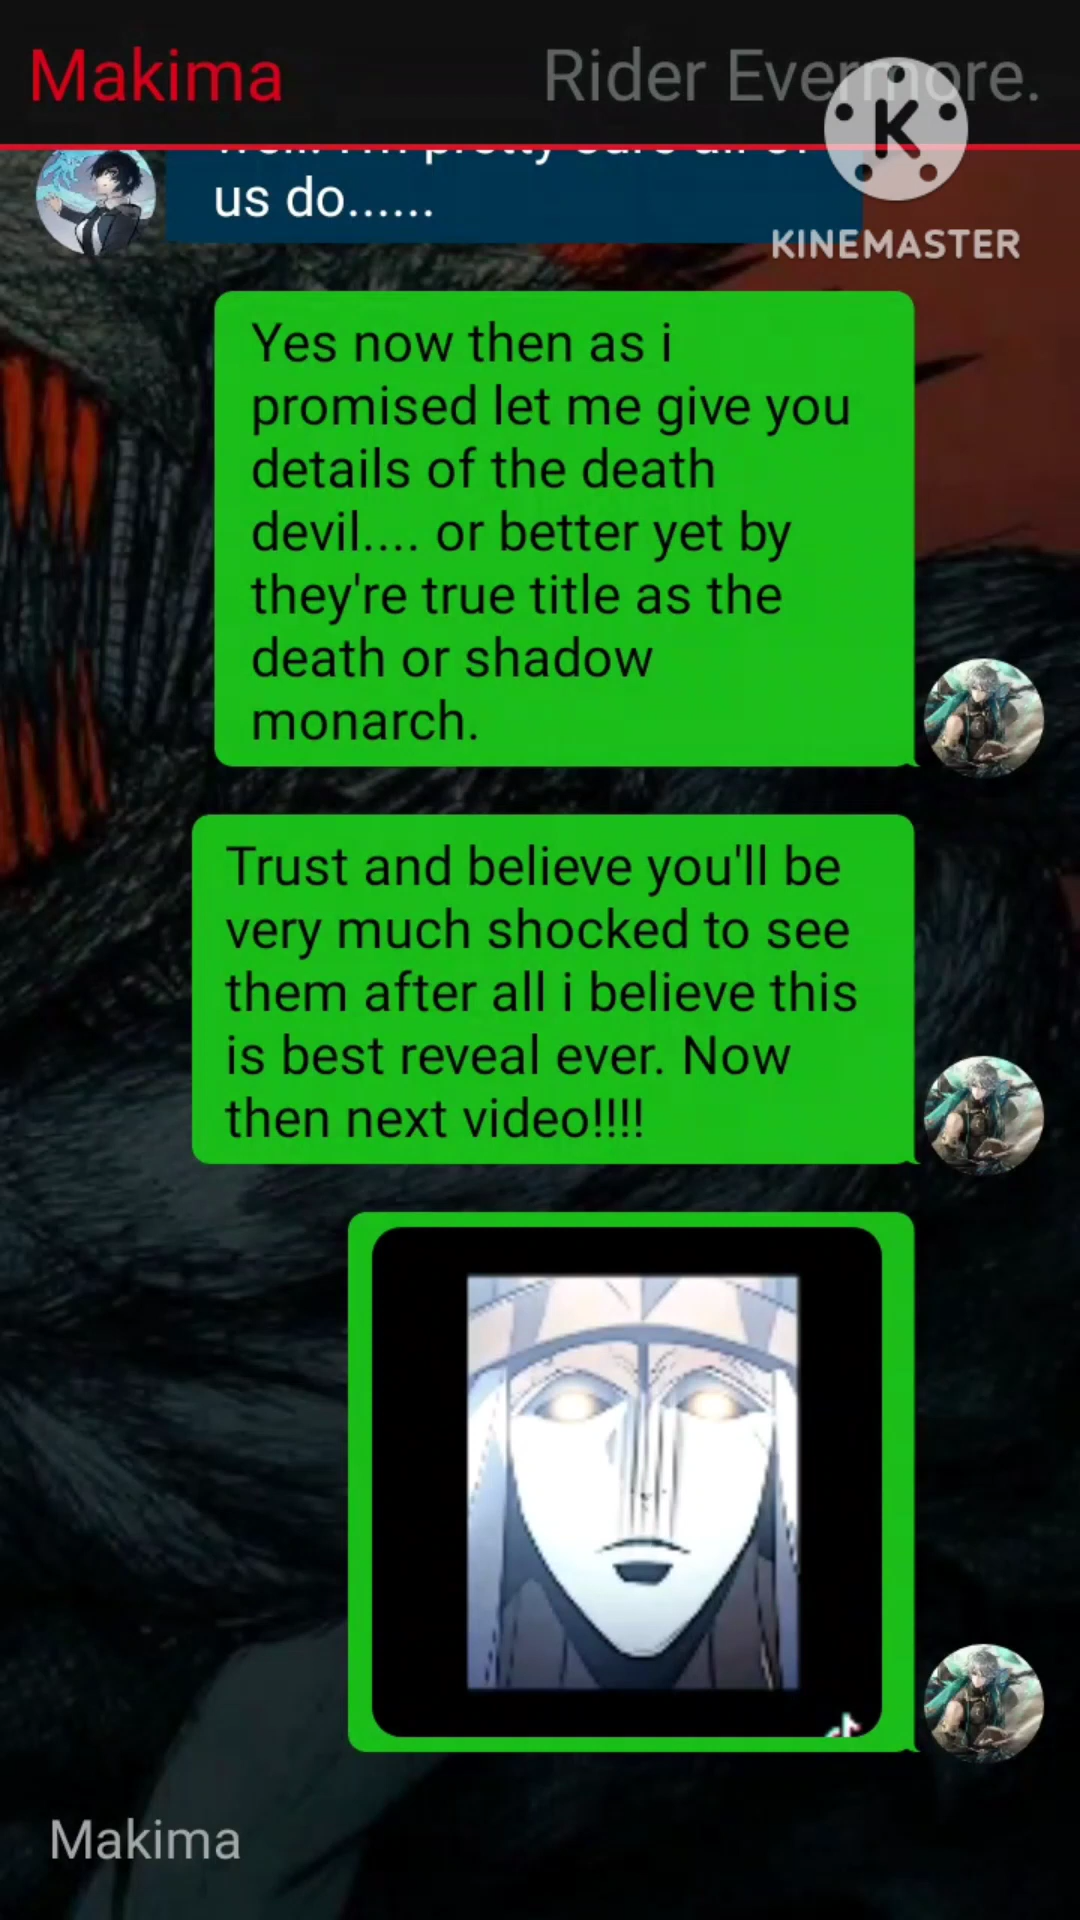 Makima
Rider Evermore.
us do......
KINEMASTER
Yes now then as i
promised let me give you
details of the death
devil.... or better yet by
they're true title as the
death or shadow
monarch.
Trust and believe you'll be
very much shocked to see
them after all i believe this
is best reveal ever. Now
then next video!!!!
Makima